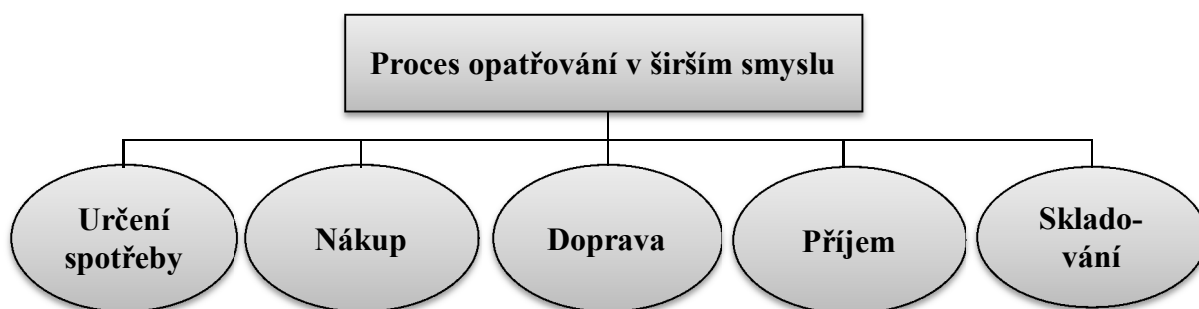 Proces opatřování v širším smyslu
Určení
spotřeby
Nákup
Doprava
Příjem
Sklado-
vání